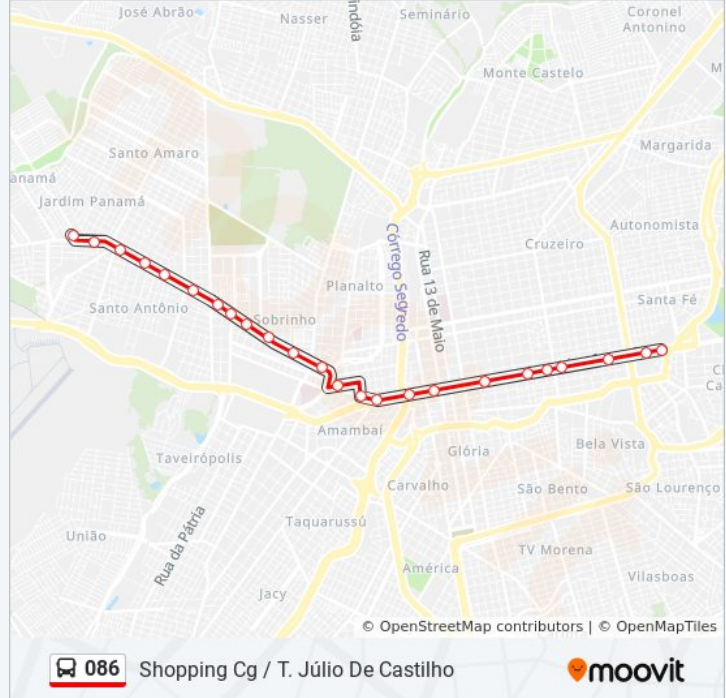 José Abrão
Nasser
Seminário
Coronel
Antonino
Monte Castelo
Santo Amaro
Margarida
Jardim Panamá
Autonomista
Córrego Segredo
Rua 13 de Maio
Cruzeiro
Planalto
Santo Antônio
Sobrinho
Santa Fé
Amambaí
Glória
Bela Vista
Taveirópolis
Carvalho
São Bento
São Lourenço
Rua da Pátria
Taquarussú
União
TV Morena
América
Vilasboas
Jacy
© OpenStreetMap contributors | © OpenMapTiles
086 Shopping Cg / T. Júlio De Castilho
moovit